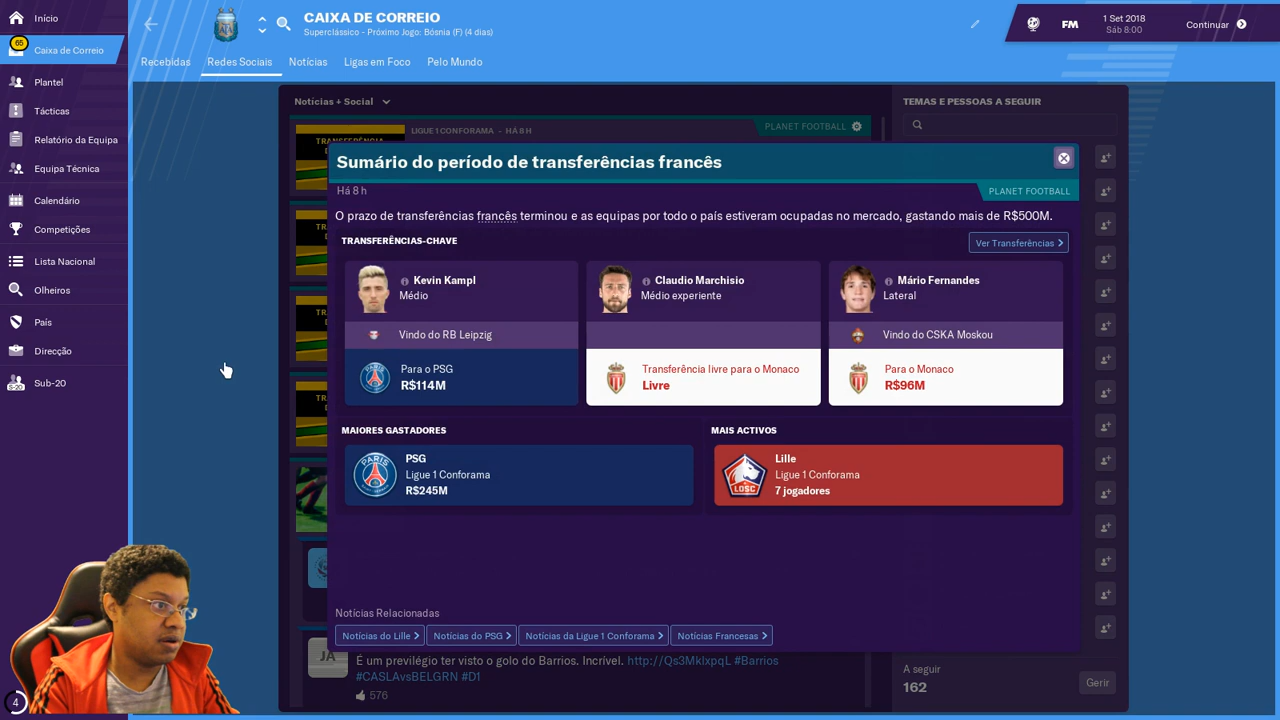 Início
65
Caixa de Correio
Plantel
Tácticas
Relatório da Equipa
Equipa Técnica
Calendário
Competições
Lista Nacional
Olheiros
País
Direcção
Sub-20
4
CAIXA DE CORREIO
Superclássico - Próximo Jogo: Bósnia (F) (4 dias)
FM
1 Set 2018
Sáb 8:00
Continuar
Recebidas
Redes Sociais
Notícias
Ligas em Foco
Pelo Mundo
Notícias + Social
TEMAS E PESSOAS A SEGUIR
LIGUE 1 CONFORAMA - HÁ 8 H
PLANET FOOTBALL
Sumário do período de transferências francês
Há 8 h
PLANET FOOTBALL
O prazo de transferências francês terminou e as equipas por todo o país estiveram ocupadas no mercado, gastando mais de R$500M.
TRANSFERÊNCIAS-CHAVE
Ver Transferências
Kevin Kampl
Médio
Vindo do RB Leipzig
Para o PSG
R$114M
Claudio Marchisio
Médio experiente
Transferência livre para o Monaco
Livre
Mário Fernandes
Lateral
Vindo do CSKA Moskou
Para o Monaco
R$96M
MAIORES GASTADORES
PSG
Ligue 1 Conforama
R$245M
MAIS ACTIVOS
Lille
Ligue 1 Conforama
7 jogadores
Notícias Relacionadas
Notícias do Lille
Notícias do PSG
Notícias da Ligue 1 Conforama
Notícias Francesas
JA
É um previlégio ter visto o golo do Barrios. Incrível. http://Qs3MklxpqL #Barrios
#CASLAvsBELGRN #D1
576
A seguir
162
Gerir